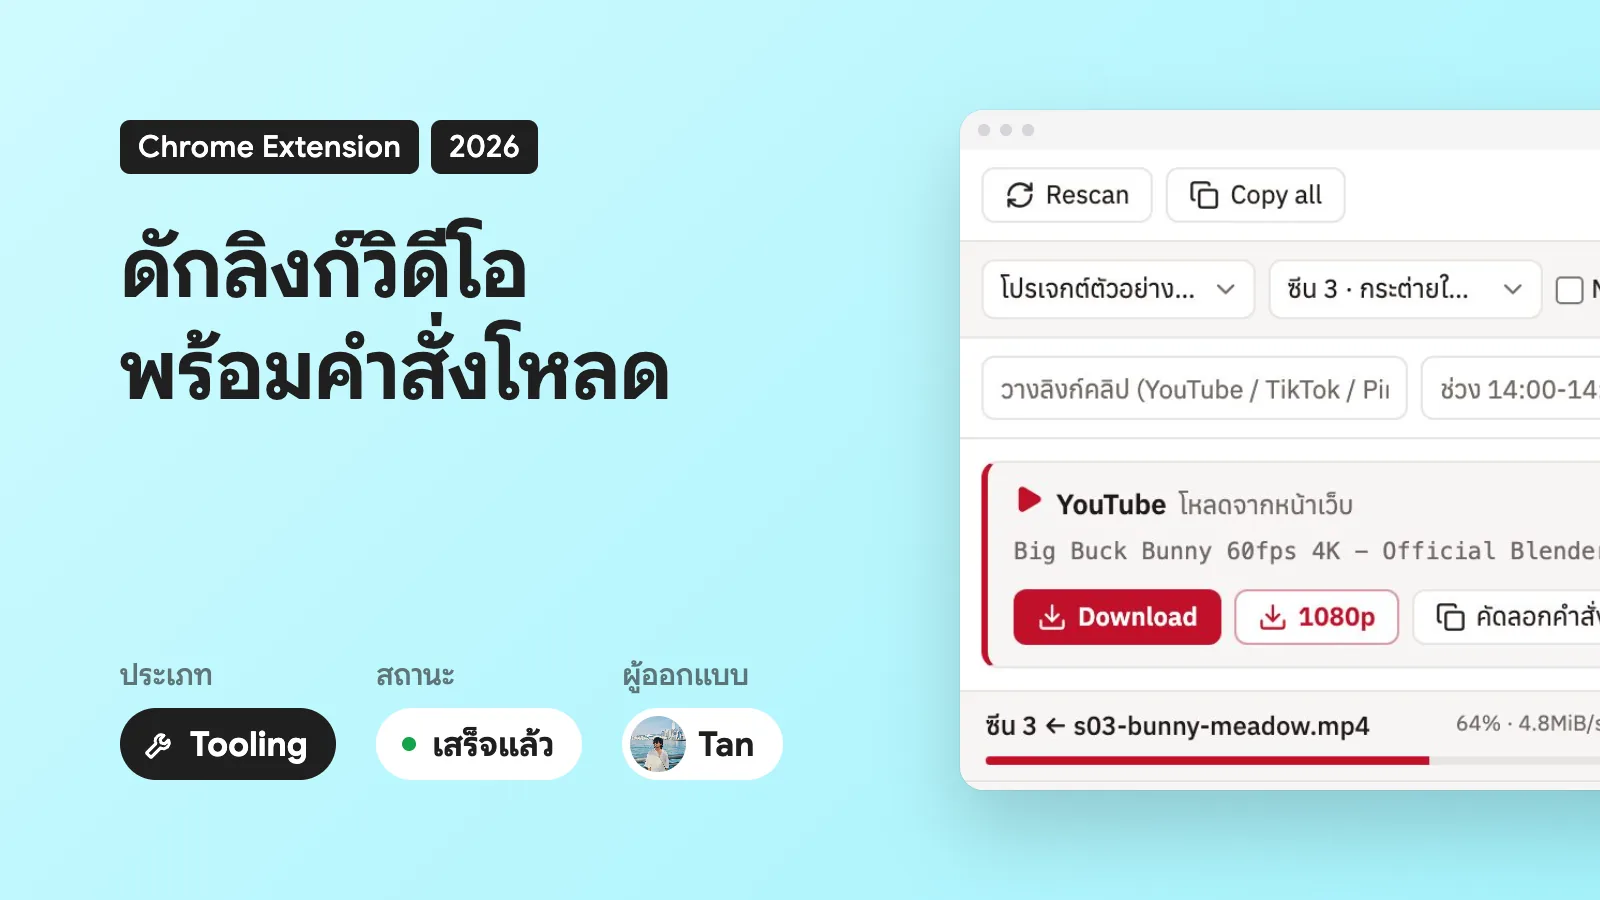 Chrome Extension 2026
ดักลิงก์วิดีโอ
พร้อมคำสั่งโหลด
ประเภท สถานะ ผู้ออกแบบ
Tooling เสร็จแล้ว Tan
Rescan Copy all
โปรเจกต์ตัวอย่าง... ซีน 3 · กระต่ายใ...
วางลิงก์คลิป (YouTube / TikTok / Pi
ช่วง 14:00-14:
YouTube โหลดจากหน้าเว็บ
Big Buck Bunny 60fps 4K – Official Blende
Download 1080p คัดลอกคำสั่
ซีน 3 ← s03-bunny-meadow.mp4 64% · 4.8MiB/s